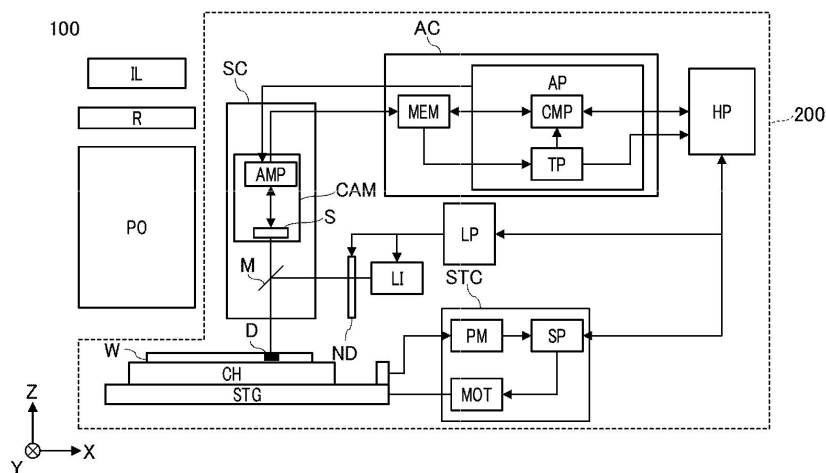 100
IL
R
PO
SC
AC
AP
MEM
CMP
TP
HP
200
AMP
CAM
S
LP
M
LI
STC
D
ND
W
CH
STG
PM
SP
MOT
Z
Y
X